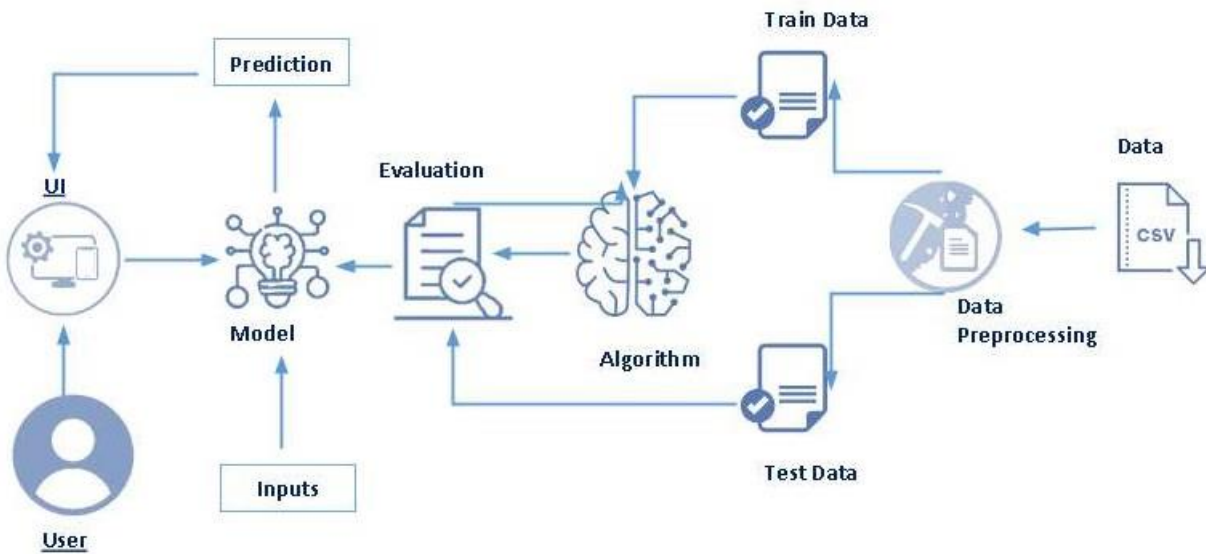 Train Data
Prediction
Data
Evaluation
UI
CSV
Data
Preprocessing
Model
Algorithm
Test Data
Inputs
User